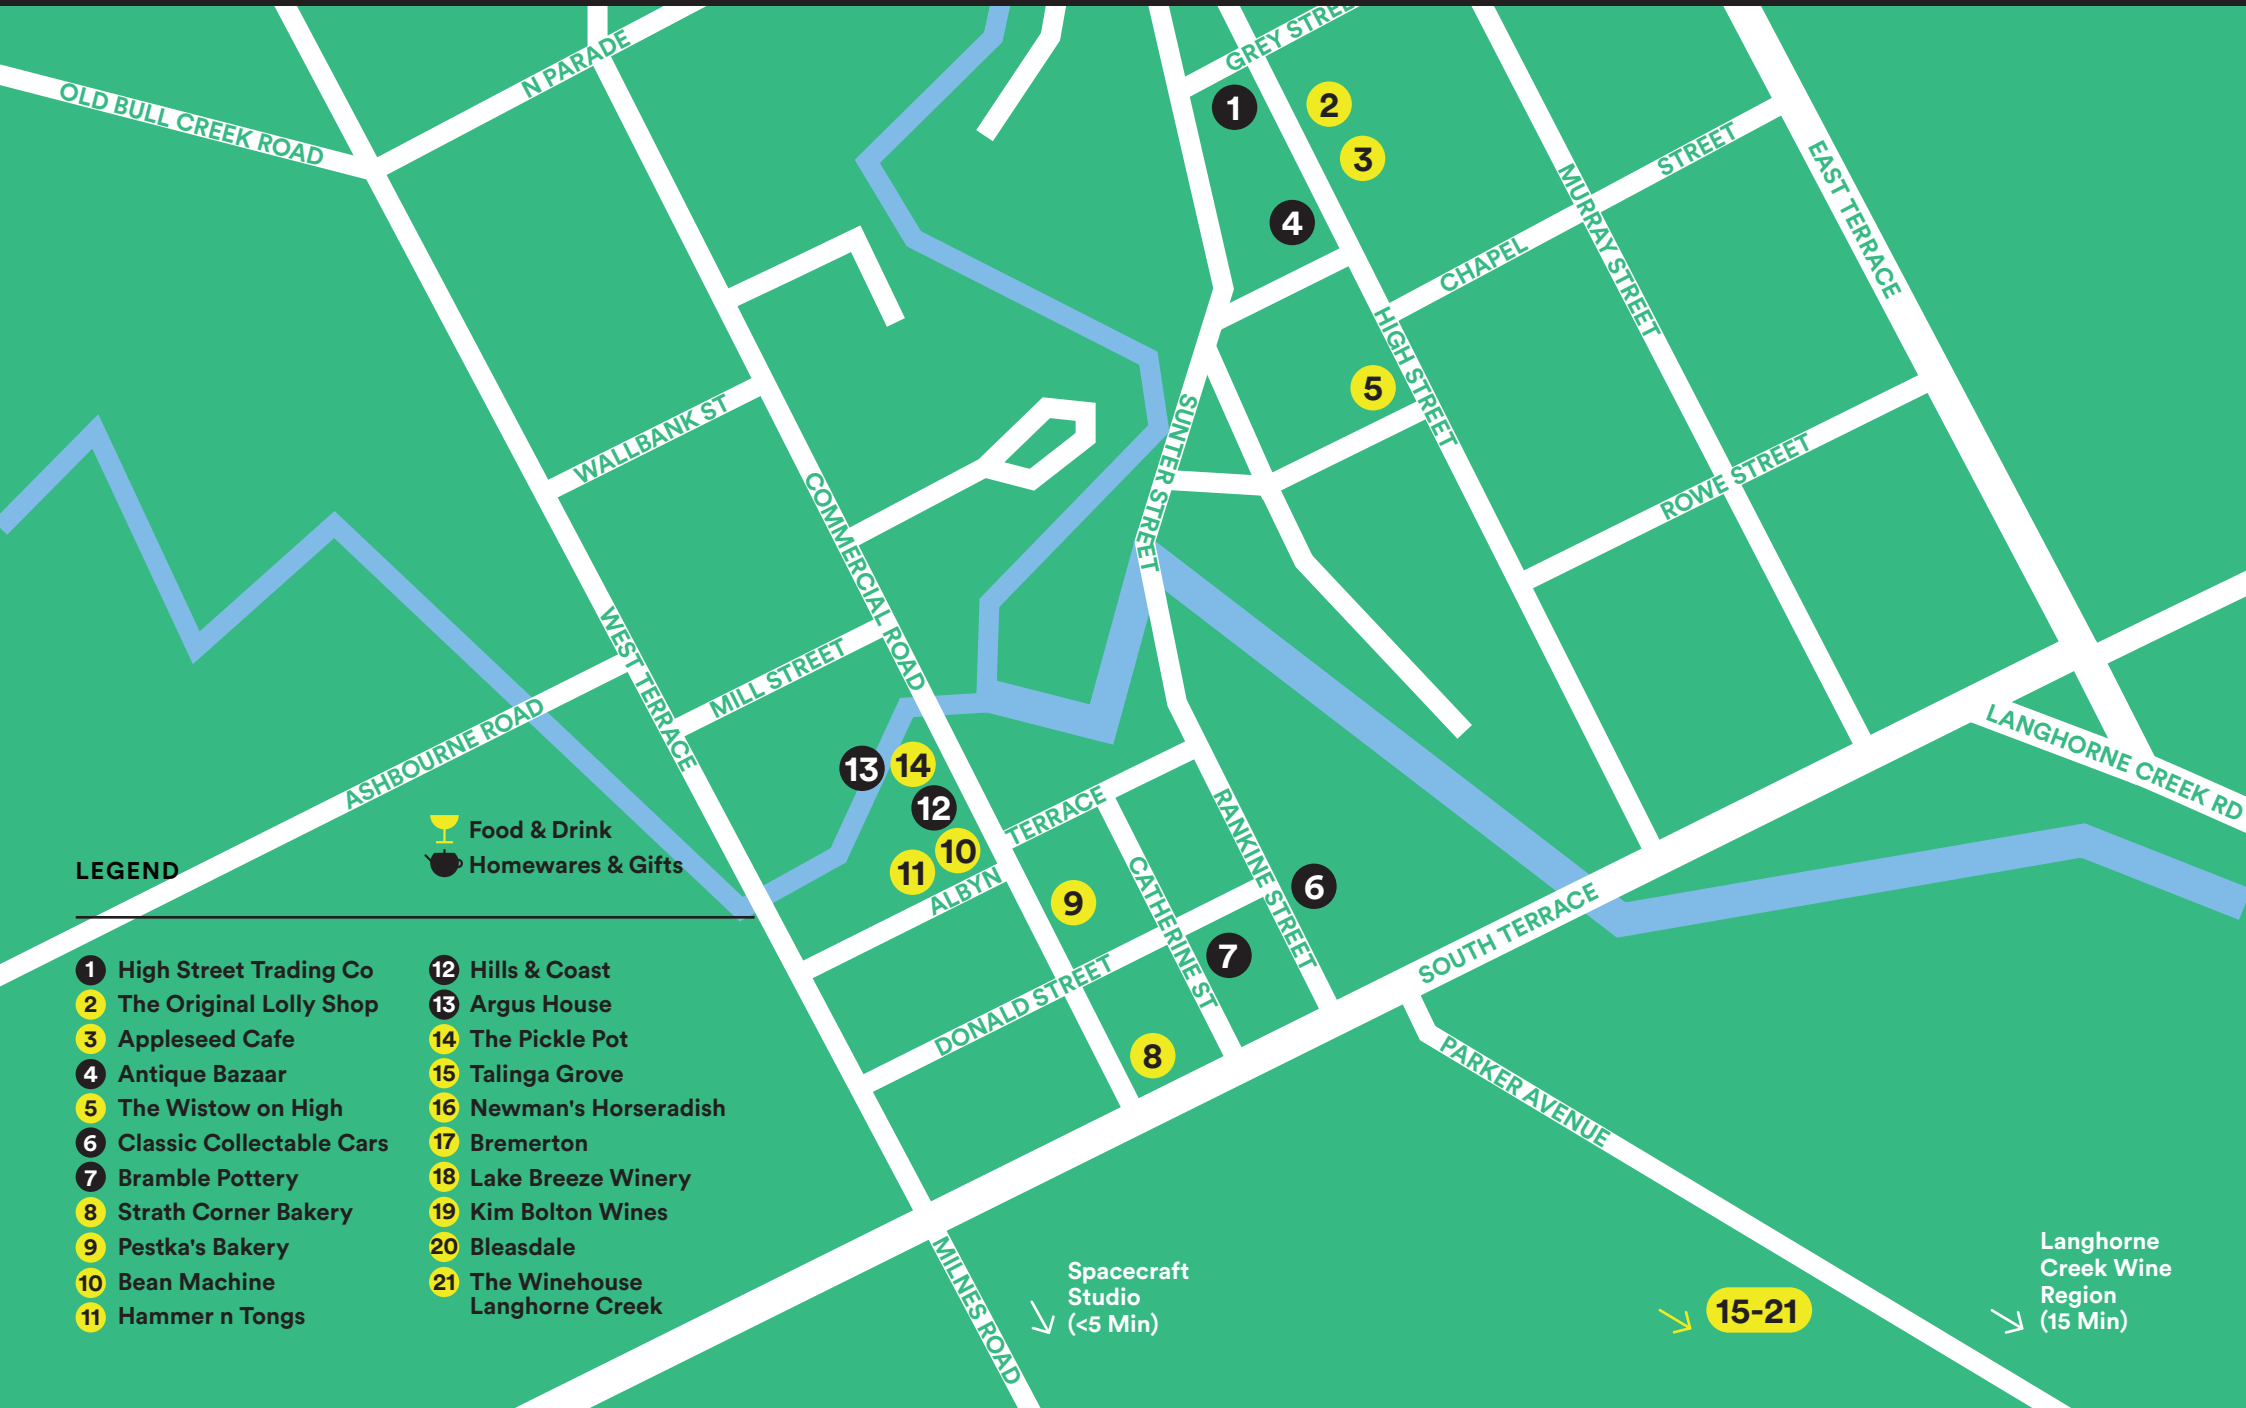 N PARADE
GREY STREE
OLD BULL CREEK ROAD
1
2
3
4
CHAPEL
STREET
MURRAY STREET
EAST TERRACE
HIGH STREET
5
WALLBANK ST
SUNTER STREET
ROWE STREET
COMMERCIAL ROAD
WEST TERRACE
MILL STREET
ASHBOURNE ROAD
LANGHORNE CREEK RD
13
14
12
10
11
ALBYN
TERRACE
RANKINE STREET
CATHERINE ST
9
6
7
SOUTH TERRACE
DONALD STREET
8
PARKER AVENUE
MILNES ROAD
Food & Drink
Homewares & Gifts
LEGEND
1 High Street Trading Co
2 The Original Lolly Shop
3 Appleseed Cafe
4 Antique Bazaar
5 The Wistow on High
6 Classic Collectable Cars
7 Bramble Pottery
8 Strath Corner Bakery
9 Pestka's Bakery
10 Bean Machine
11 Hammer n Tongs
12 Hills & Coast
13 Argus House
14 The Pickle Pot
15 Talinga Grove
16 Newman's Horseradish
17 Bremerton
18 Lake Breeze Winery
19 Kim Bolton Wines
20 Bleasdale
21 The Winehouse
Langhorne Creek
Spacecraft
Studio
(<5 Min)
15-21
Langhorne
Creek Wine
Region
(15 Min)